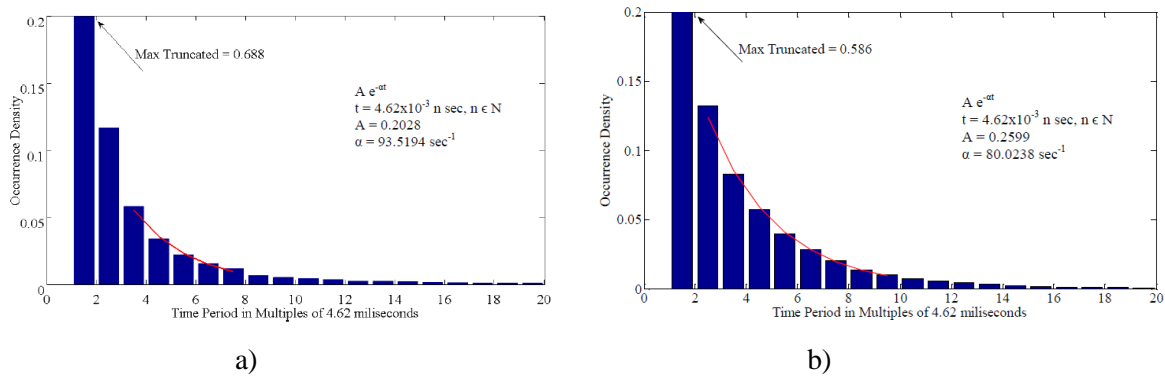 0.2
0.15
0.1
0.05
0
Occurrence Density
Max Truncated = 0.688
A e^-αt
t = 4.62x10^-3 n sec, n ϵ N
A = 0.2028
α = 93.5194 sec^-1
0 2 4 6 8 10 12 14 16 18 20
Time Period in Multiples of 4.62 miliseconds
a)
0.2
0.15
0.1
0.05
0
Occurrence Density
Max Truncated = 0.586
A e^-αt
t = 4.62x10^-3 n sec, n ϵ N
A = 0.2599
α = 80.0238 sec^-1
0 2 4 6 8 10 12 14 16 18 20
Time Period in Multiples of 4.62 miliseconds
b)